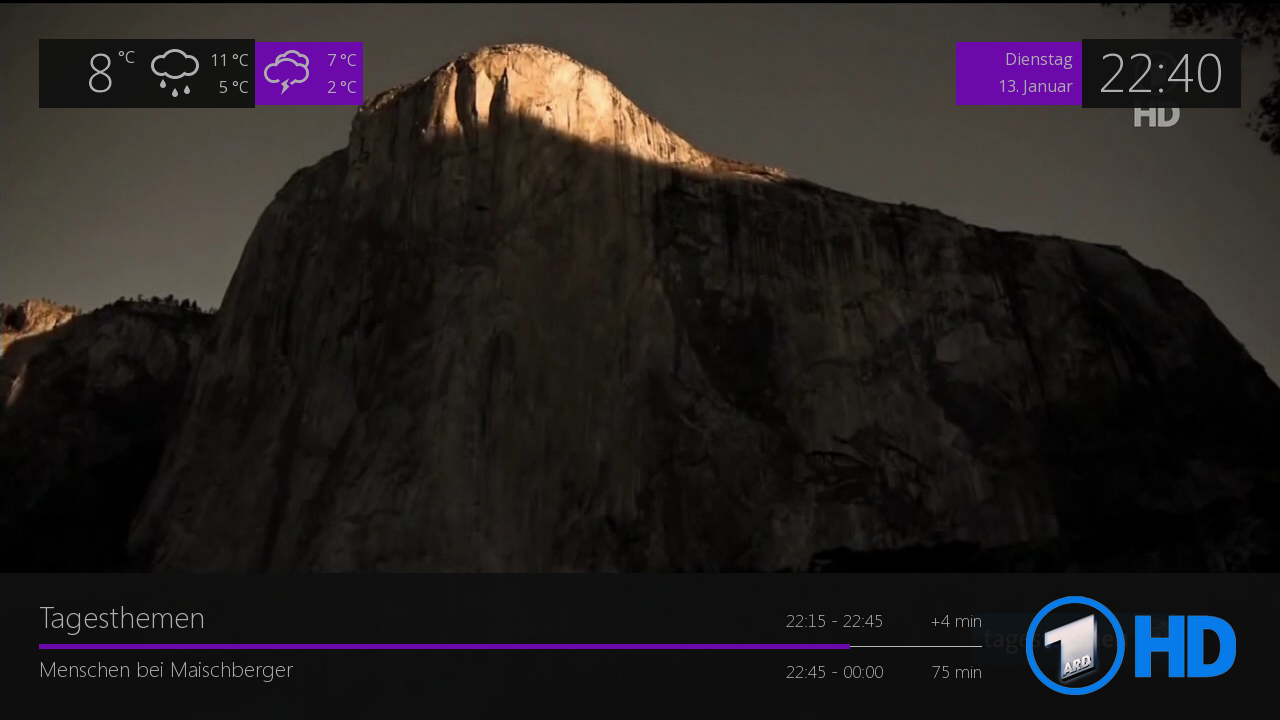 8 °C
11 °C
5 °C
7 °C
2 °C
Dienstag
13. Januar
22:40
HD
Tagesthemen
22:15 - 22:45
+4 min
Menschen bei Maischberger
22:45 - 00:00
75 min
1
ARD
HD